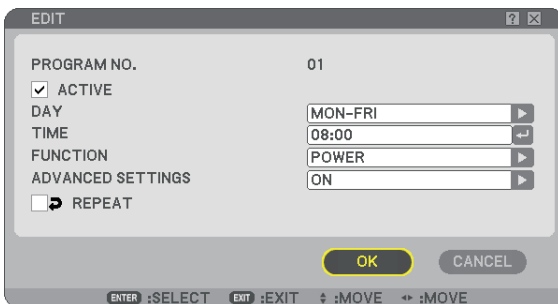 EDIT
PROGRAM NO. 01
ACTIVE
DAY MON-FRI
TIME 08:00
FUNCTION POWER
ADVANCED SETTINGS ON
REPEAT
OK CANCEL
ENTER :SELECT EXIT :EXIT :MOVE :MOVE